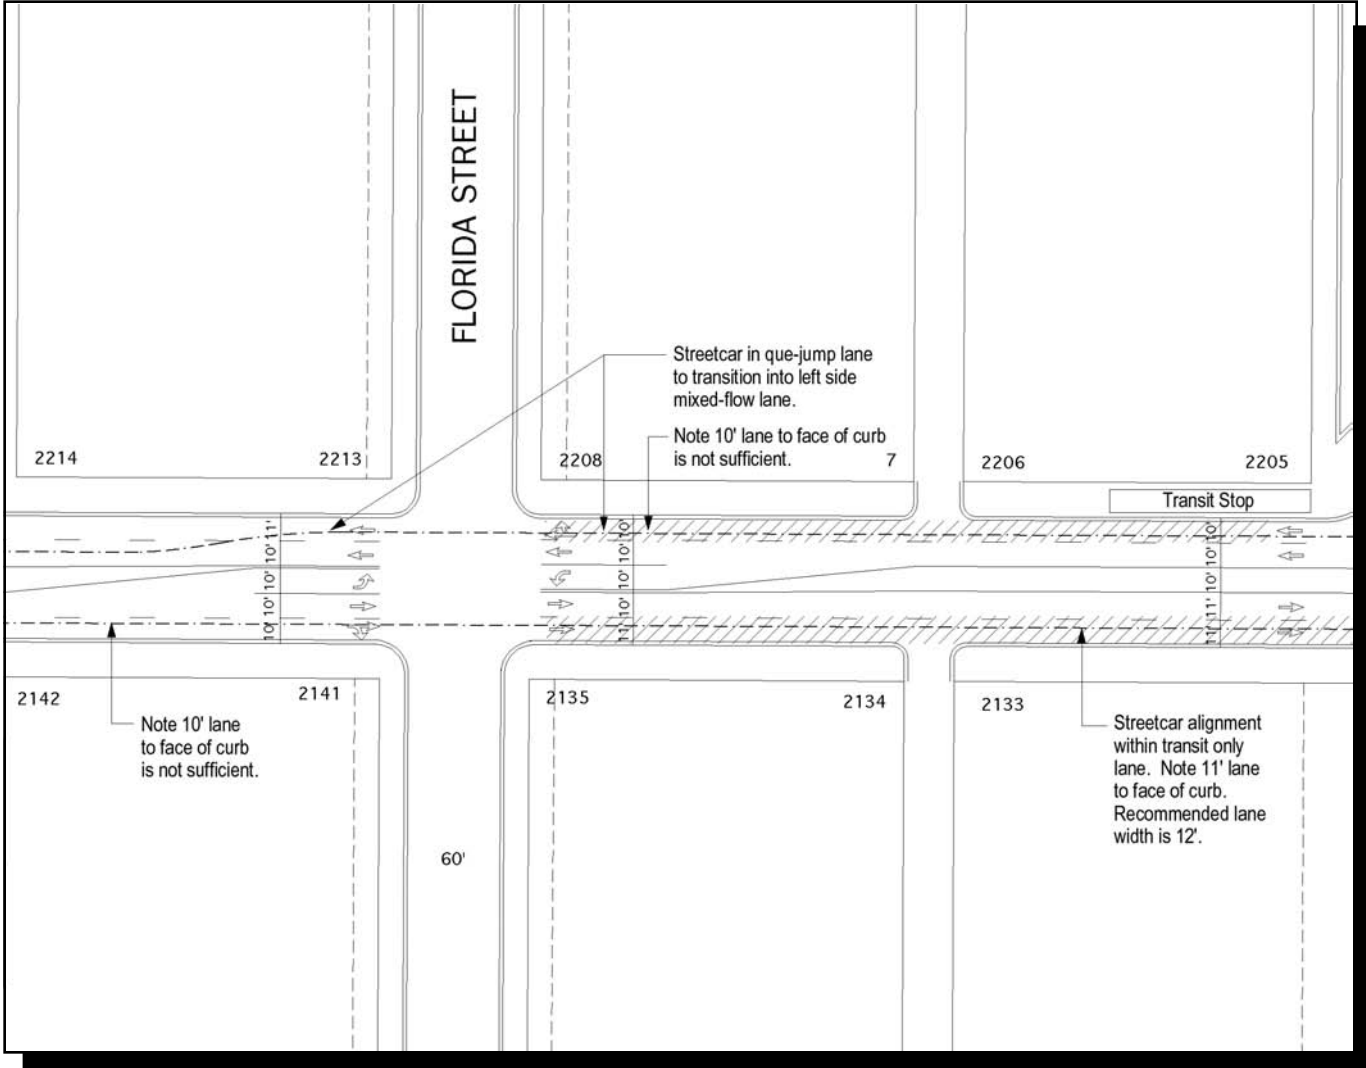 FLORIDA STREET
Streetcar in que-jump lane
to transition into left side
mixed-flow lane.
Note 10' lane to face of curb
is not sufficient.
2214
2213
2208
7
2206
2205
Transit Stop
10' 10' 10' 10' 11'
11' 10' 10' 10' 10'
11' 11' 10' 10' 10'
2142
2141
2135
2134
2133
Note 10' lane
to face of curb
is not sufficient.
Streetcar alignment
within transit only
lane. Note 11' lane
to face of curb.
Recommended lane
width is 12'.
60'